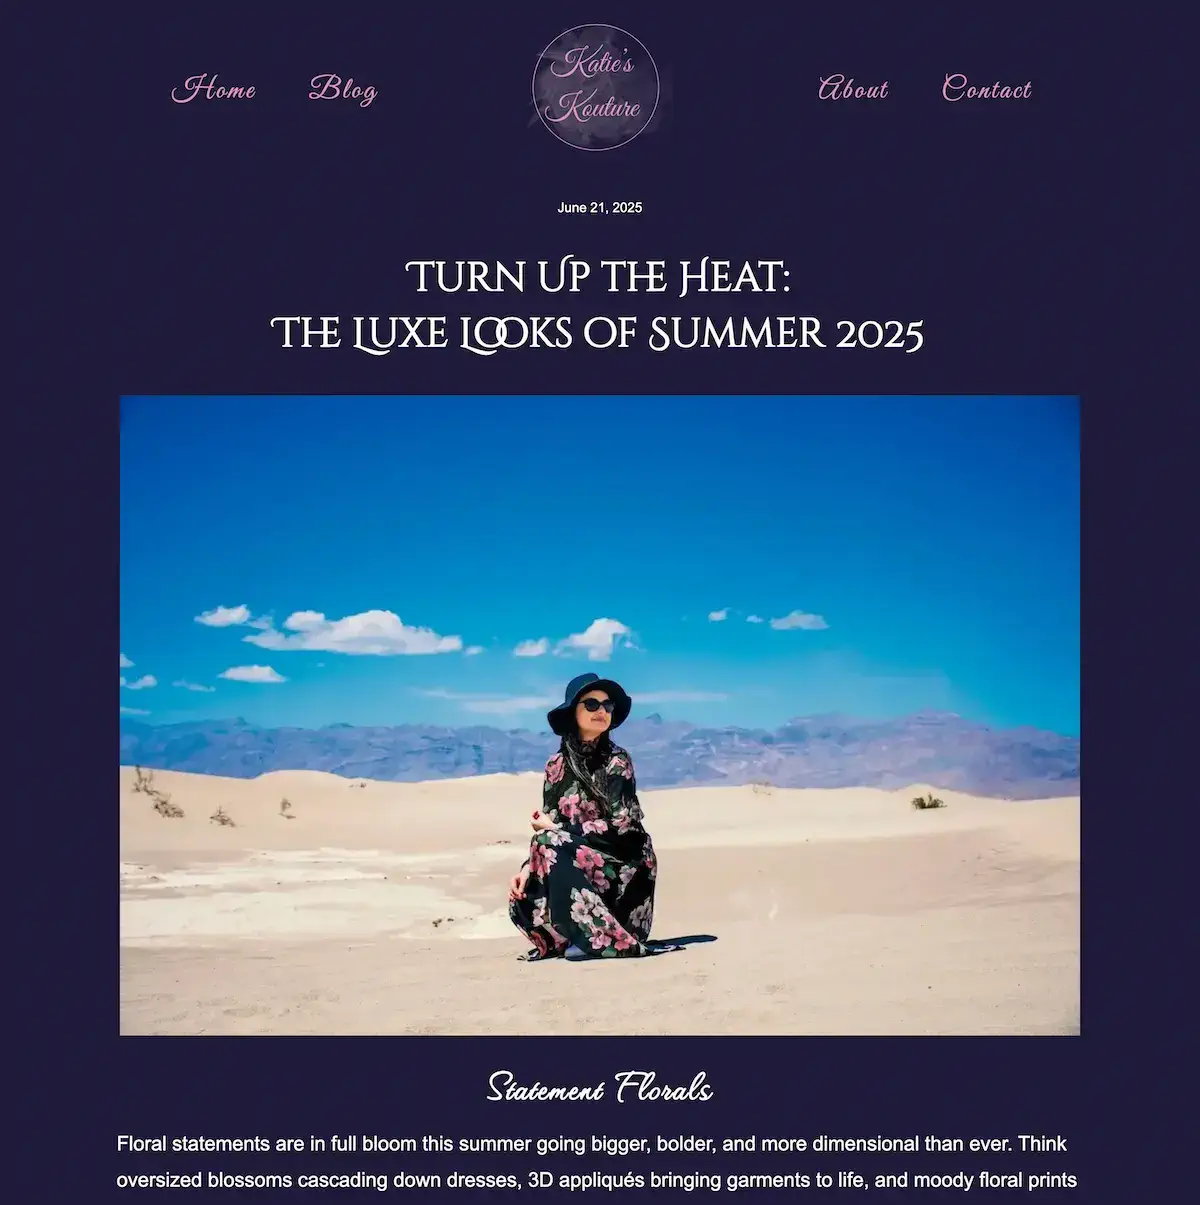 Home Blog Katie's Kouture About Contact
June 21, 2025
Turn Up the Heat:
The Luxe Looks of Summer 2025
Statement Florals
Floral statements are in full bloom this summer going bigger, bolder, and more dimensional than ever. Think
oversized blossoms cascading down dresses, 3D appliqués bringing garments to life, and moody floral prints